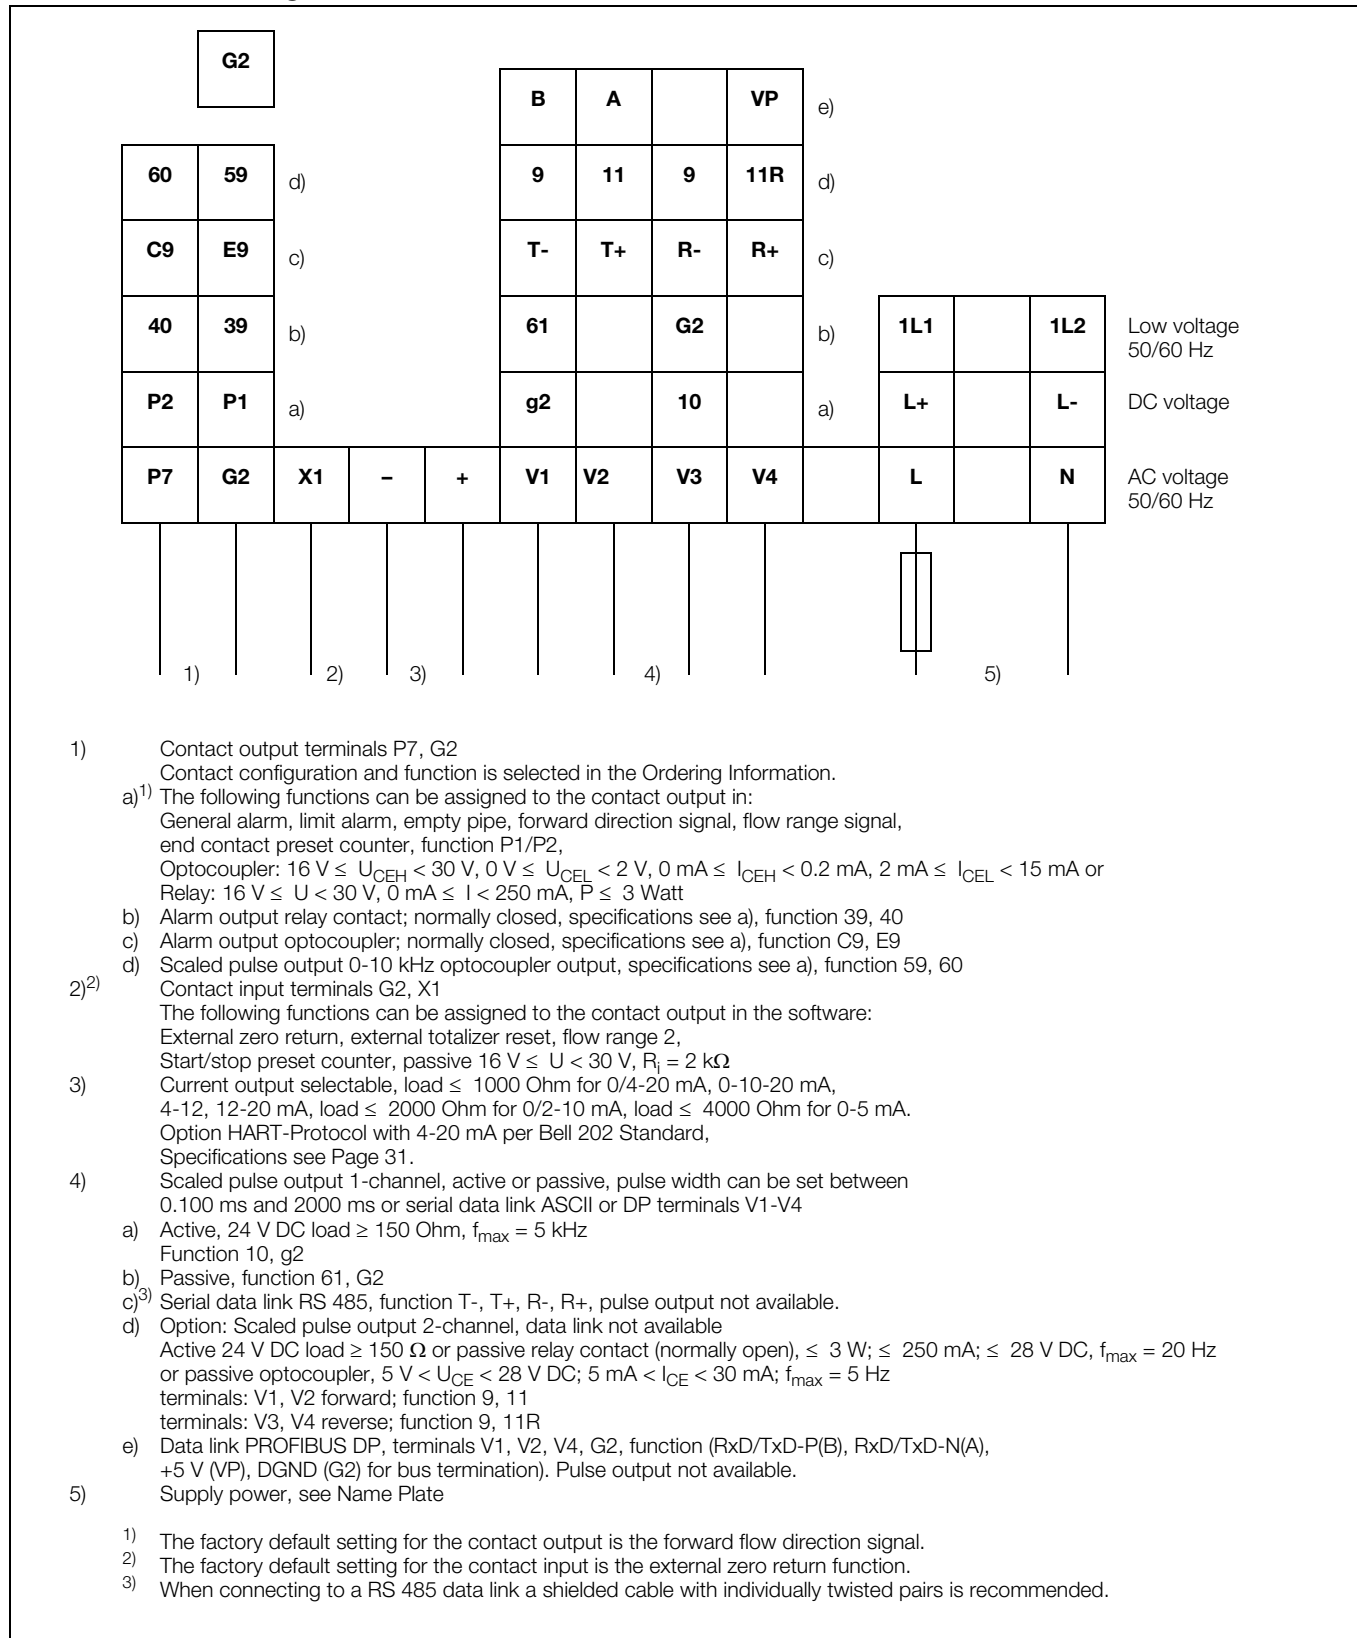 G2
B A VP e)
60 59 d) 9 11 9 11R d)
C9 E9 c) T- T+ R- R+ c)
40 39 b) 61 G2 b) 1L1 1L2 Low voltage
50/60 Hz
P2 P1 a) g2 10 a) L+ L- DC voltage
P7 G2 X1 – + V1 V2 V3 V4 L N AC voltage
50/60 Hz
1) 2) 3) 4) 5)
1) Contact output terminals P7, G2
Contact configuration and function is selected in the Ordering Information.
a)1) The following functions can be assigned to the contact output in:
General alarm, limit alarm, empty pipe, forward direction signal, flow range signal,
end contact preset counter, function P1/P2,
Optocoupler: 16 V ≤ UCEH < 30 V, 0 V ≤ UCEL < 2 V, 0 mA ≤ ICEH < 0.2 mA, 2 mA ≤ ICEL < 15 mA or
Relay: 16 V ≤ U < 30 V, 0 mA ≤ I < 250 mA, P ≤ 3 Watt
b) Alarm output relay contact; normally closed, specifications see a), function 39, 40
c) Alarm output optocoupler; normally closed, specifications see a), function C9, E9
d) Scaled pulse output 0-10 kHz optocoupler output, specifications see a), function 59, 60
2)2) Contact input terminals G2, X1
The following functions can be assigned to the contact output in the software:
External zero return, external totalizer reset, flow range 2,
Start/stop preset counter, passive 16 V ≤ U < 30 V, Ri = 2 kΩ
3) Current output selectable, load ≤ 1000 Ohm for 0/4-20 mA, 0-10-20 mA,
4-12, 12-20 mA, load ≤ 2000 Ohm for 0/2-10 mA, load ≤ 4000 Ohm for 0-5 mA.
Option HART-Protocol with 4-20 mA per Bell 202 Standard,
Specifications see Page 31.
4) Scaled pulse output 1-channel, active or passive, pulse width can be set between
0.100 ms and 2000 ms or serial data link ASCII or DP terminals V1-V4
a) Active, 24 V DC load ≥ 150 Ohm, fmax = 5 kHz
Function 10, g2
b) Passive, function 61, G2
c)3) Serial data link RS 485, function T-, T+, R-, R+, pulse output not available.
d) Option: Scaled pulse output 2-channel, data link not available
Active 24 V DC load ≥ 150 Ω or passive relay contact (normally open), ≤ 3 W; ≤ 250 mA; ≤ 28 V DC, fmax = 20 Hz
or passive optocoupler, 5 V < UCE < 28 V DC; 5 mA < ICE < 30 mA; fmax = 5 Hz
terminals: V1, V2 forward; function 9, 11
terminals: V3, V4 reverse; function 9, 11R
e) Data link PROFIBUS DP, terminals V1, V2, V4, G2, function (RxD/TxD-P(B), RxD/TxD-N(A),
+5 V (VP), DGND (G2) for bus termination). Pulse output not available.
5) Supply power, see Name Plate
1) The factory default setting for the contact output is the forward flow direction signal.
2) The factory default setting for the contact input is the external zero return function.
3) When connecting to a RS 485 data link a shielded cable with individually twisted pairs is recommended.